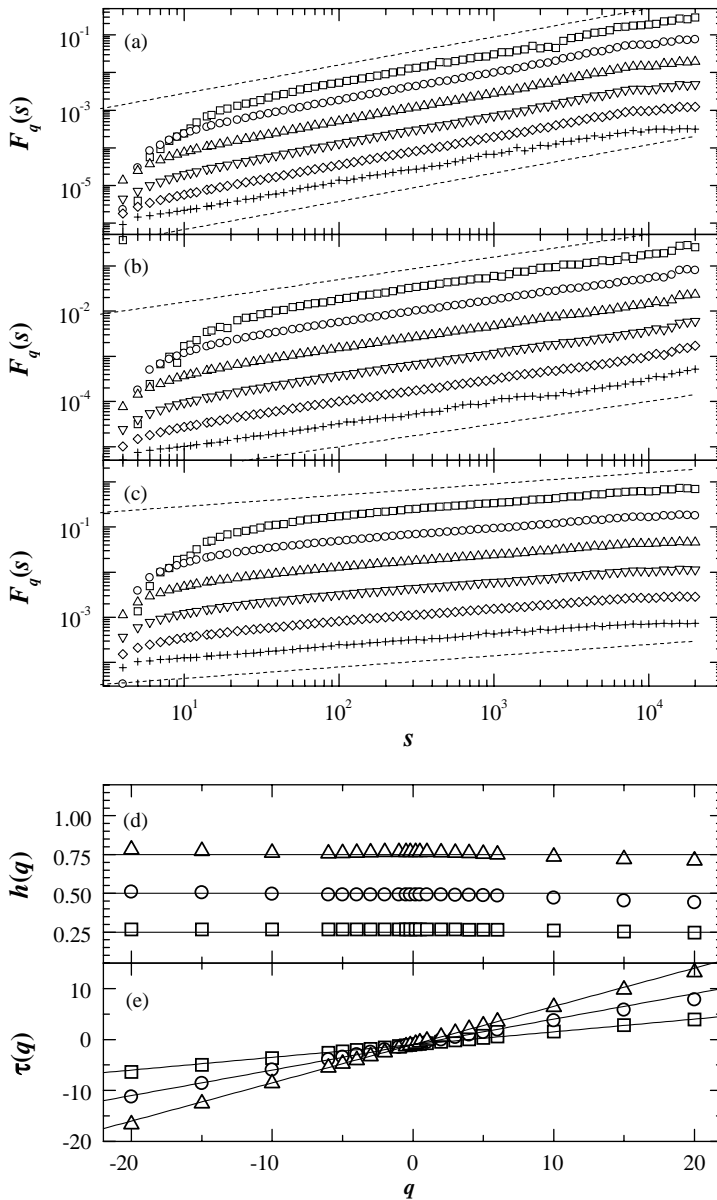 (a)
10⁻¹
10⁻³
10⁻⁵
F_q(s)
(b)
10⁻²
10⁻⁴
F_q(s)
(c)
10⁻¹
10⁻³
F_q(s)
10¹ 10² 10³ 10⁴
s
(d)
1.00
0.75
0.50
0.25
h(q)
(e)
10
0
-10
-20
τ(q)
-20 -10 0 10 20
q